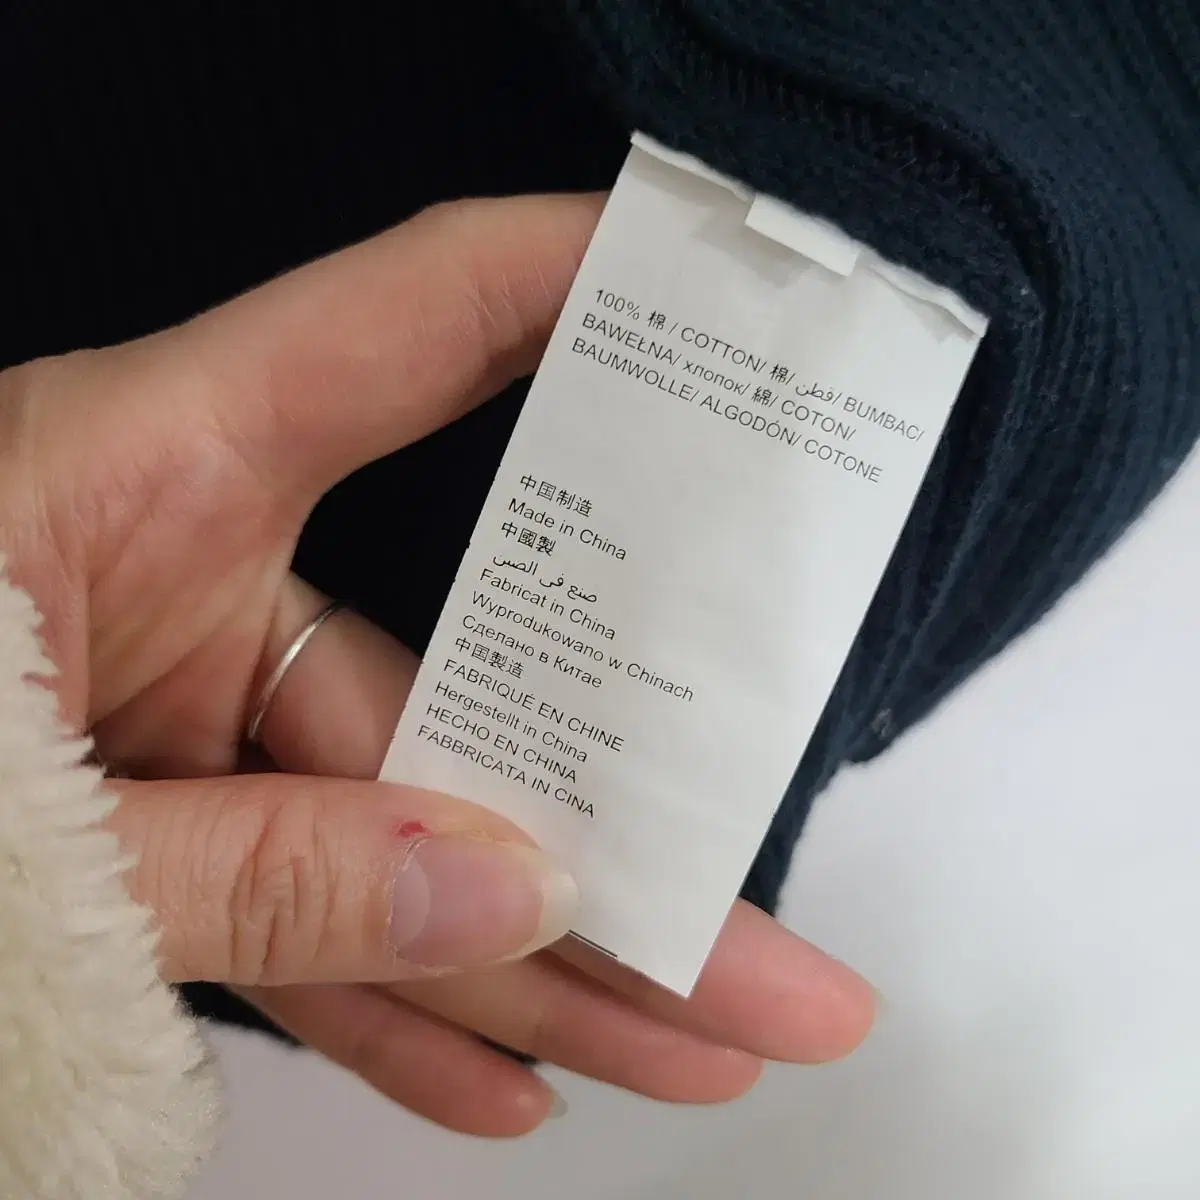 100% 棉 / COTTON/ 棉/ قطن/ BUMBAC/
BAWEŁNA/ хлопок/ 綿/ COTON/
BAUMWOLLE/ ALGODÓN/ COTONE
中国制造
Made in China
中國製
صنع في الصين
Fabricat in China
Wyprodukowano w Chinach
Сделано в Китае
中国製造
FABRIQUÉ EN CHINE
Hergestellt in China
HECHO EN CHINA
FABBRICATA IN CINA